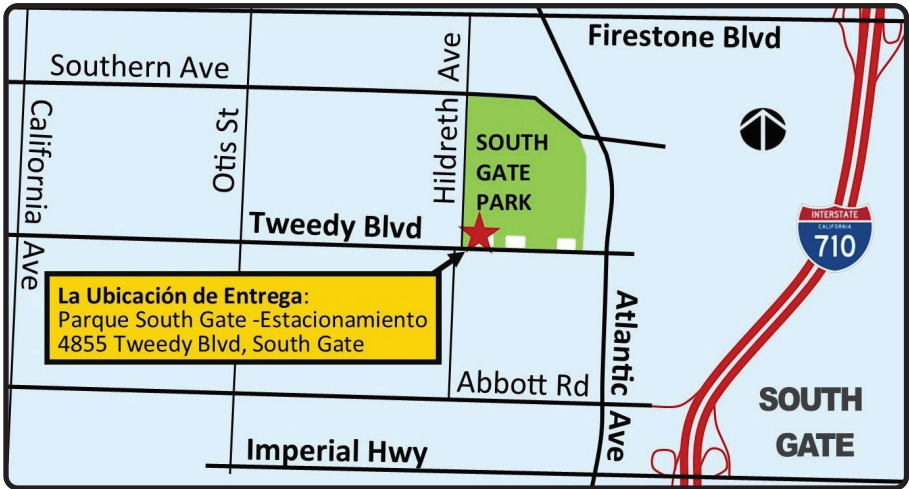 Firestone Blvd
Southern Ave
Hildreth Ave
California Ave
Otis St
SOUTH
GATE
PARK
Tweedy Blvd
INTERSTATE
CALIFORNIA
710
La Ubicación de Entrega:
Parque South Gate -Estacionamiento
4855 Tweedy Blvd, South Gate
Atlantic Ave
Abbott Rd
SOUTH
GATE
Imperial Hwy